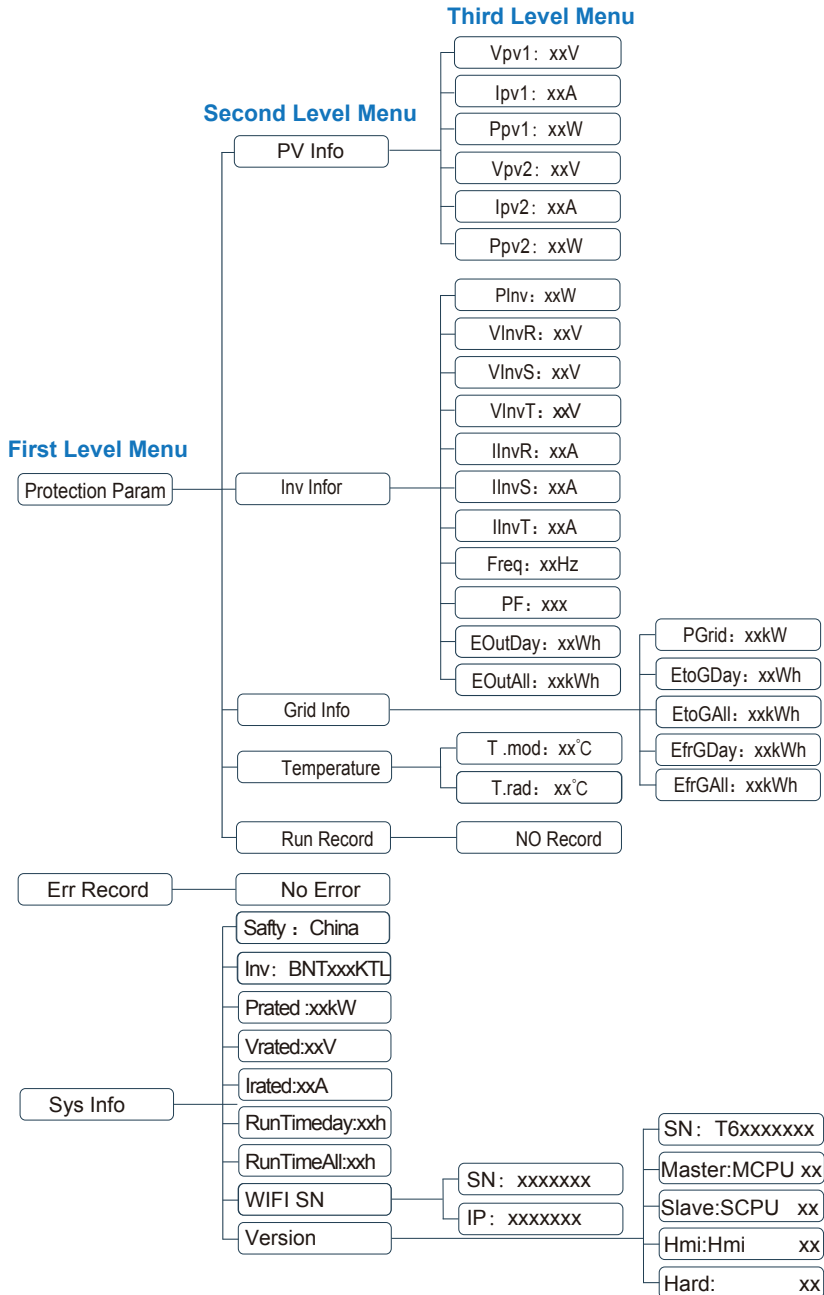 Third Level Menu
Vpv1: xxV
Ipv1: xxA
Second Level Menu
Ppv1: xxW
PV Info
Vpv2: xxV
Ipv2: xxA
Ppv2: xxW
PInv: xxW
VInvR: xxV
VInvS: xxV
VInvT: xxV
First Level Menu
IInvR: xxA
Protection Param
Inv Infor
IInvS: xxA
IInvT: xxA
Freq: xxHz
PF: xxx
EOutDay: xxWh
EOutAll: xxkWh
Grid Info
PGrid: xxkW
EtoGDay: xxWh
EtoGAll: xxkWh
EfrGDay: xxkWh
EfrGAll: xxkWh
Temperature
T .mod: xx°C
T.rad: xx°C
Run Record
NO Record
Err Record
No Error
Safty : China
Inv: BNTxxxKTL
Prated :xxkW
Vrated:xxV
Irated:xxA
Sys Info
RunTimeday:xxh
RunTimeAll:xxh
WIFI SN
SN: xxxxxxx
IP: xxxxxxx
Version
SN: T6xxxxxxx
Master:MCPU xx
Slave:SCPU xx
Hmi:Hmi xx
Hard: xx